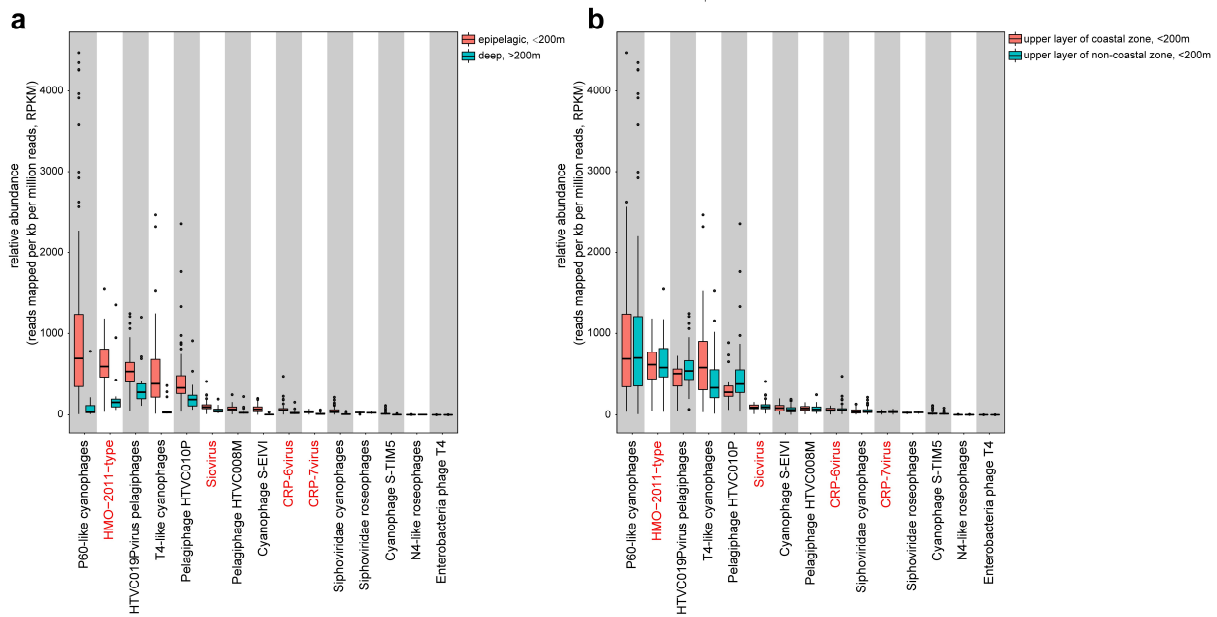 a
epipelagic, <200m
deep, >200m
relative abundance
(reads mapped per kb per million reads, RPKM)
4000
3000
2000
1000
0
P60-like cyanophages
HMO-2011-type
HTVC019Pvirus pelagiphages
T4-like cyanophages
Pelagiphage HTVC010P
Sicvirus
Pelagiphage HTVC008M
Cyanophage S-EIVI
CRP-6virus
CRP-7virus
Siphoviridae cyanophages
Siphoviridae roseophages
Cyanophage S-TIM5
N4-like roseophages
Enterobacteria phage T4
b
upper layer of coastal zone, <200m
upper layer of non-coastal zone, <200m
relative abundance
(reads mapped per kb per million reads, RPKM)
4000
3000
2000
1000
0
P60-like cyanophages
HMO-2011-type
HTVC019Pvirus pelagiphages
T4-like cyanophages
Pelagiphage HTVC010P
Sicvirus
Cyanophage S-EIVI
Pelagiphage HTVC008M
CRP-6virus
Siphoviridae cyanophages
CRP-7virus
Siphoviridae roseophages
Cyanophage S-TIM5
N4-like roseophages
Enterobacteria phage T4